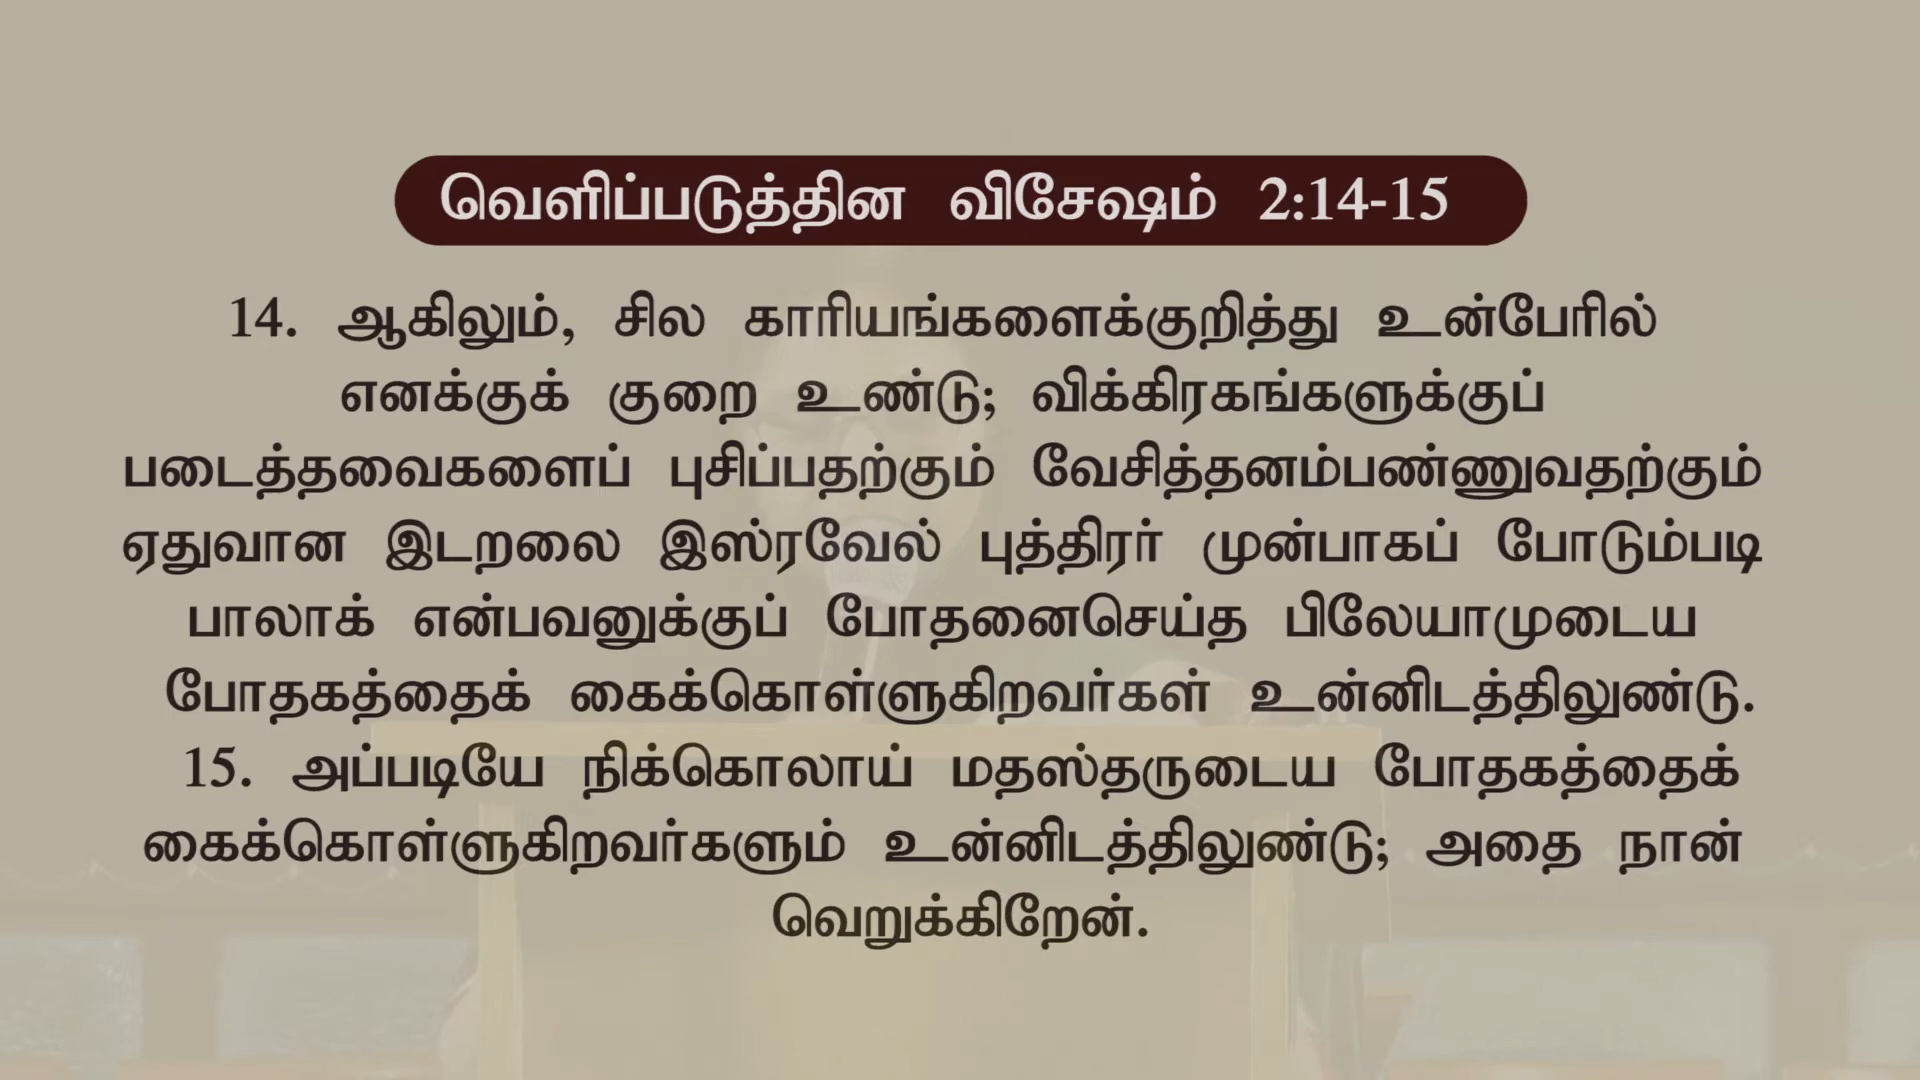 வெளிப்படுத்தின விசேஷம் 2:14-15
14. ஆகிலும், சில காரியங்களைக்குறித்து உன்பேரில்
எனக்குக் குறை உண்டு; விக்கிரகங்களுக்குப்
படைத்தவைகளைப் புசிப்பதற்கும் வேசித்தனம்பண்ணுவதற்கும்
ஏதுவான இடறலை இஸ்ரவேல் புத்திரர் முன்பாகப் போடும்படி
பாலாக் என்பவனுக்குப் போதனைசெய்த பிலேயாமுடைய
போதகத்தைக் கைக்கொள்ளுகிறவர்கள் உன்னிடத்திலுண்டு.
15. அப்படியே நிக்கொலாய் மதஸ்தருடைய போதகத்தைக்
கைக்கொள்ளுகிறவர்களும் உன்னிடத்திலுண்டு; அதை நான்
வெறுக்கிறேன்.